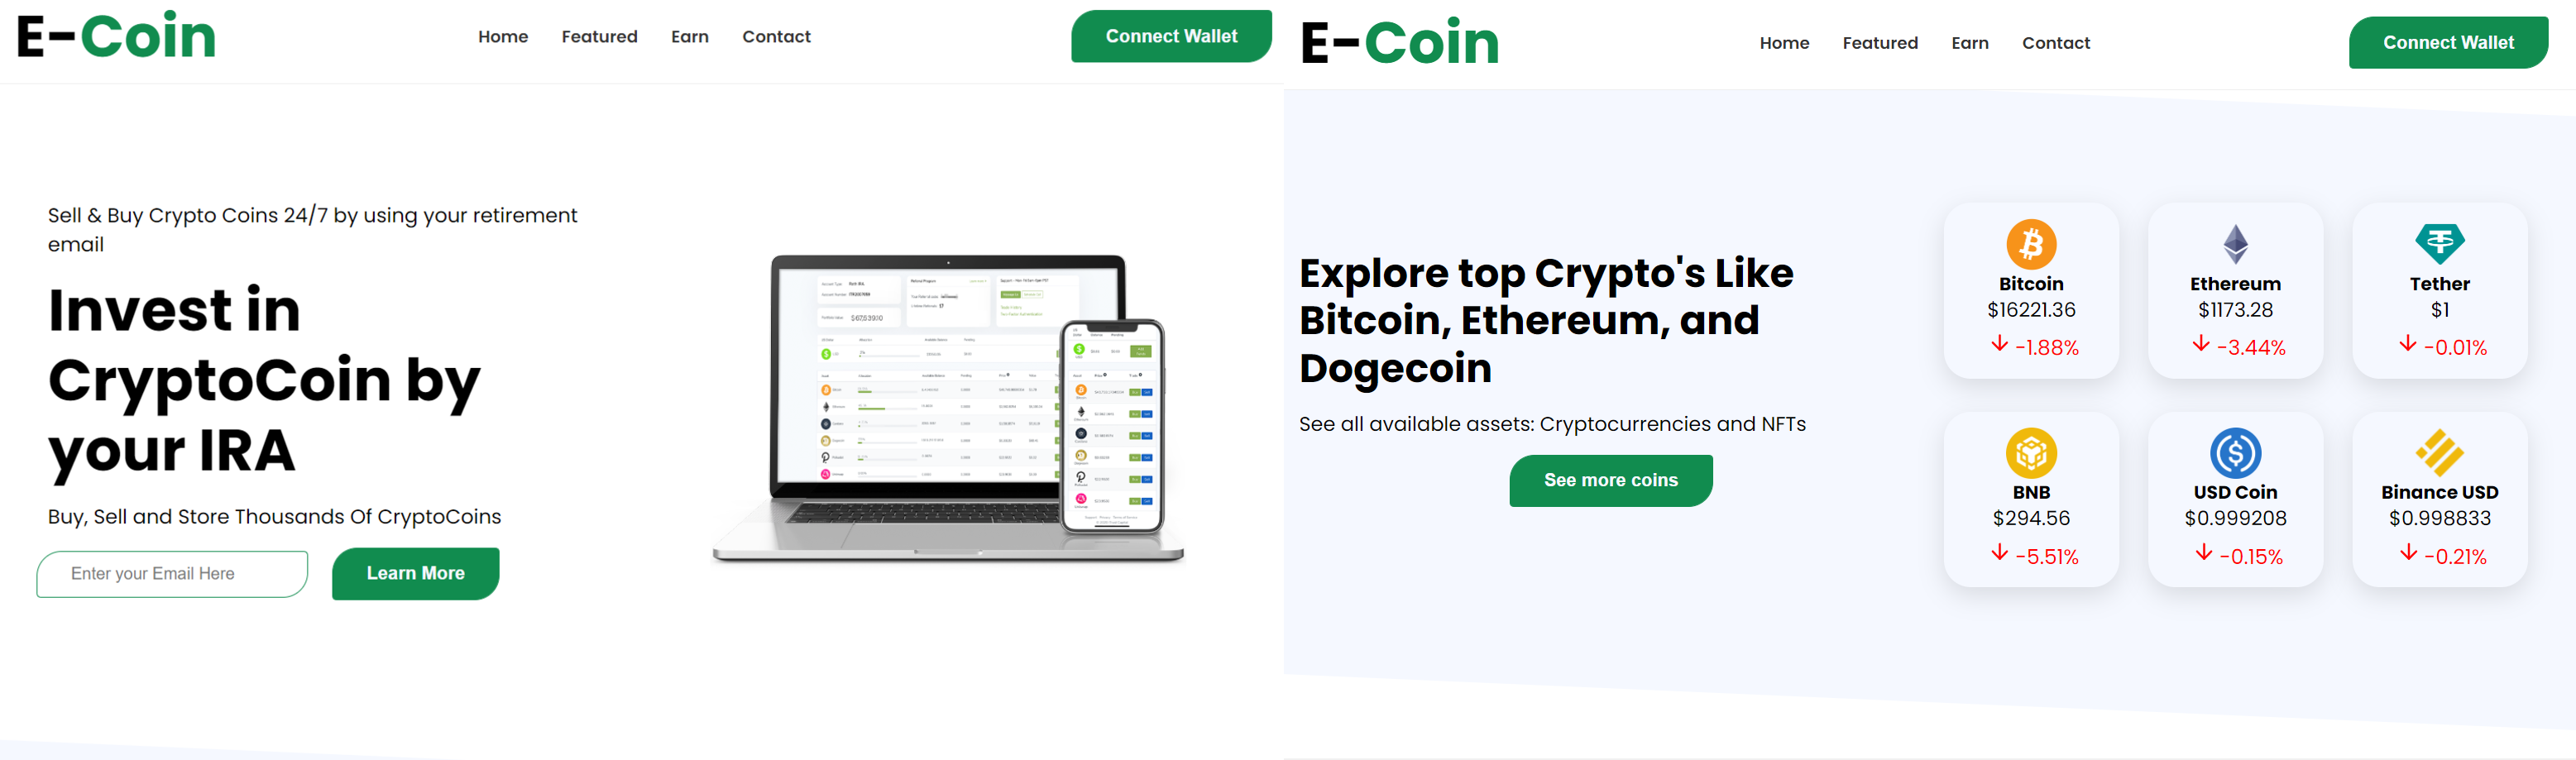 E-Coin
Home Featured Earn Contact
Connect Wallet
Sell & Buy Crypto Coins 24/7 by using your retirement
email
Invest in
CryptoCoin by
your IRA
Buy, Sell and Store Thousands Of CryptoCoins
Enter your Email Here
Learn More
E-Coin
Home Featured Earn Contact
Connect Wallet
Explore top Crypto's Like
Bitcoin, Ethereum, and
Dogecoin
See all available assets: Cryptocurrencies and NFTs
See more coins
Bitcoin
$16221.36
-1.88%
Ethereum
$1173.28
-3.44%
Tether
$1
-0.01%
BNB
$294.56
-5.51%
USD Coin
$0.999208
-0.15%
Binance USD
$0.998833
-0.21%